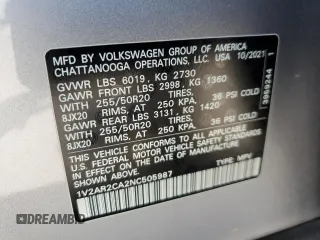 MFD BY VOLKSWAGEN GROUP OF AMERICA
CHATTANOOGA OPERATIONS, LLC. USA 10/2021
GVWR LBS 6019, KG 2730
GAWR FRONT LBS 2998, KG 1360
WITH 255/50R20 TIRES,
8JX20 RIMS, AT 250 KPA, 36 PSI COLD
GAWR REAR LBS 3131, KG 1420
WITH 255/50R20 TIRES,
8JX20 RIMS, AT 250 KPA, 36 PSI COLD
THIS VEHICLE CONFORMS TO ALL APPLICABLE
U.S. FEDERAL MOTOR VEHICLE SAFETY STANDARDS
IN EFFECT ON THE DATE OF MANUFACTURE
SHOWN ABOVE.
1V2AR2CA2NC505987 TYPE: MPV
DREAMBID